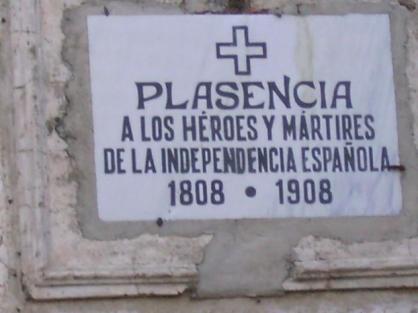 PLASENCIA
A LOS HÉROES Y MÁRTIRES
DE LA INDEPENDENCIA ESPAÑOLA
1808 • 1908